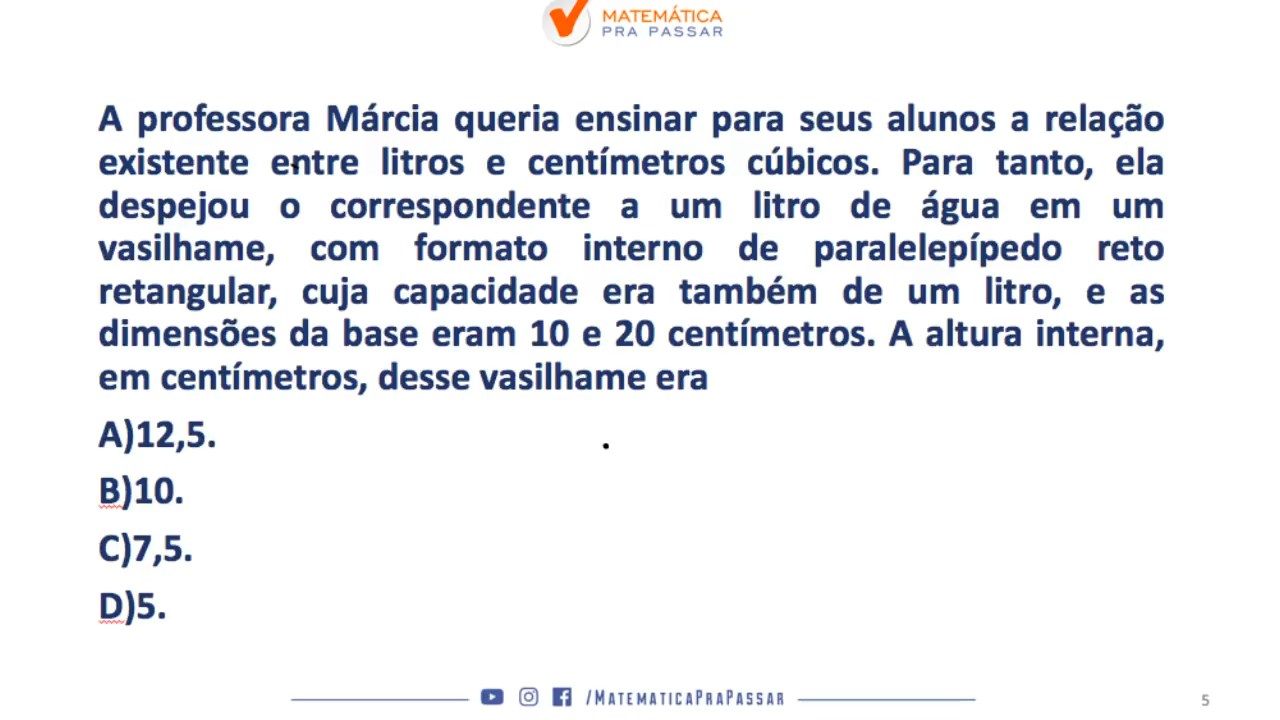 MATEMÁTICA
PRA PASSAR
A professora Márcia queria ensinar para seus alunos a relação
existente entre litros e centímetros cúbicos. Para tanto, ela
despejou o correspondente a um litro de água em um
vasilhame, com formato interno de paralelepípedo reto
retangular, cuja capacidade era também de um litro, e as
dimensões da base eram 10 e 20 centímetros. A altura interna,
em centímetros, desse vasilhame era
A)12,5.
B)10.
C)7,5.
D)5.
/MATEMATICAPRAPASSAR
5